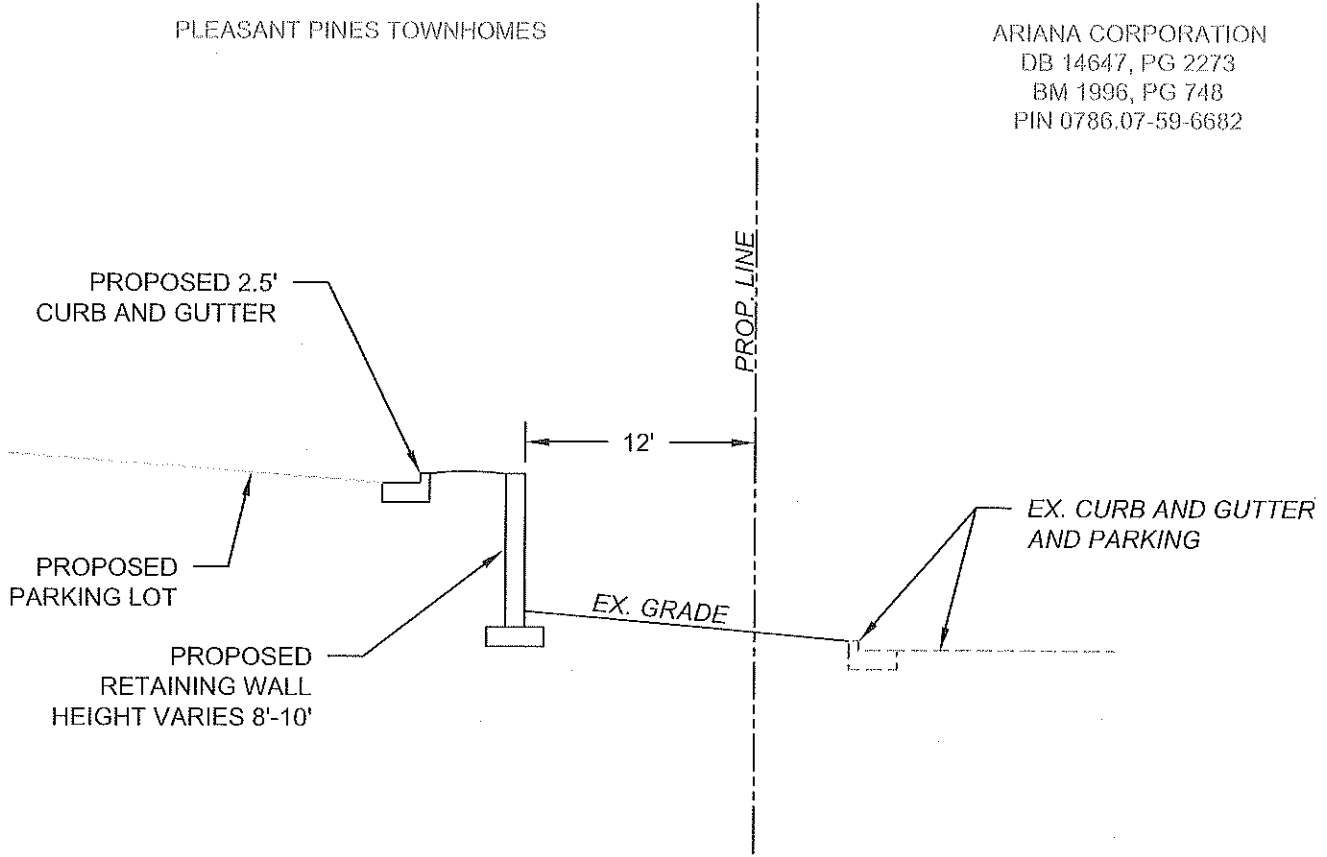 PLEASANT PINES TOWNHOMES
ARIANA CORPORATION
DB 14647, PG 2273
BM 1996, PG 748
PIN 0786.07-59-6682
PROP. LINE
PROPOSED 2.5'
CURB AND GUTTER
12'
EX. CURB AND GUTTER
AND PARKING
PROPOSED
PARKING LOT
EX. GRADE
PROPOSED
RETAINING WALL
HEIGHT VARIES 8'-10'